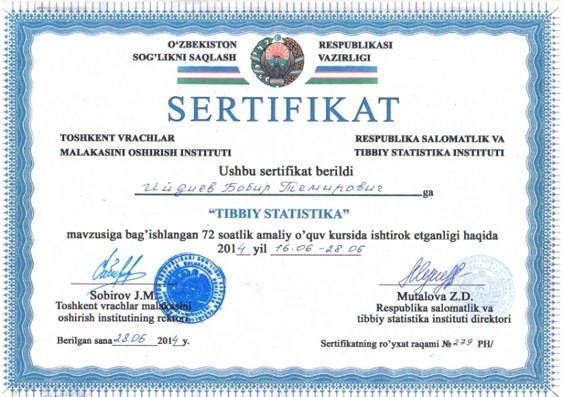 O‘ZBEKISTON RESPUBLIKASI
SOG‘LIKNI SAQLASH VAZIRLIGI
SERTIFIKAT
TOSHKENT VRACHLAR
MALAKASINI OSHIRISH INSTITUTI
RESPUBLIKA SALOMATLIK VA
TIBBIY STATISTIKA INSTITUTI
Ushbu sertifikat berildi
Бобир Темирович ga
“TIBBIY STATISTIKA”
mavzusiga bag‘ishlangan 72 soatlik amaliy o‘quv kursida ishtirok etganligi haqida
2014 yil 16.06 -28.06
Sobirov J.M.
Toshkent vrachlar malakasini
oshirish institutining rektori
Mutalova Z.D.
Respublika salomatlik va
tibbiy statistika instituti direktori
Berilgan sana 28.06 2014 y.
Sertifikatning ro‘yxat raqami № 279 PH/